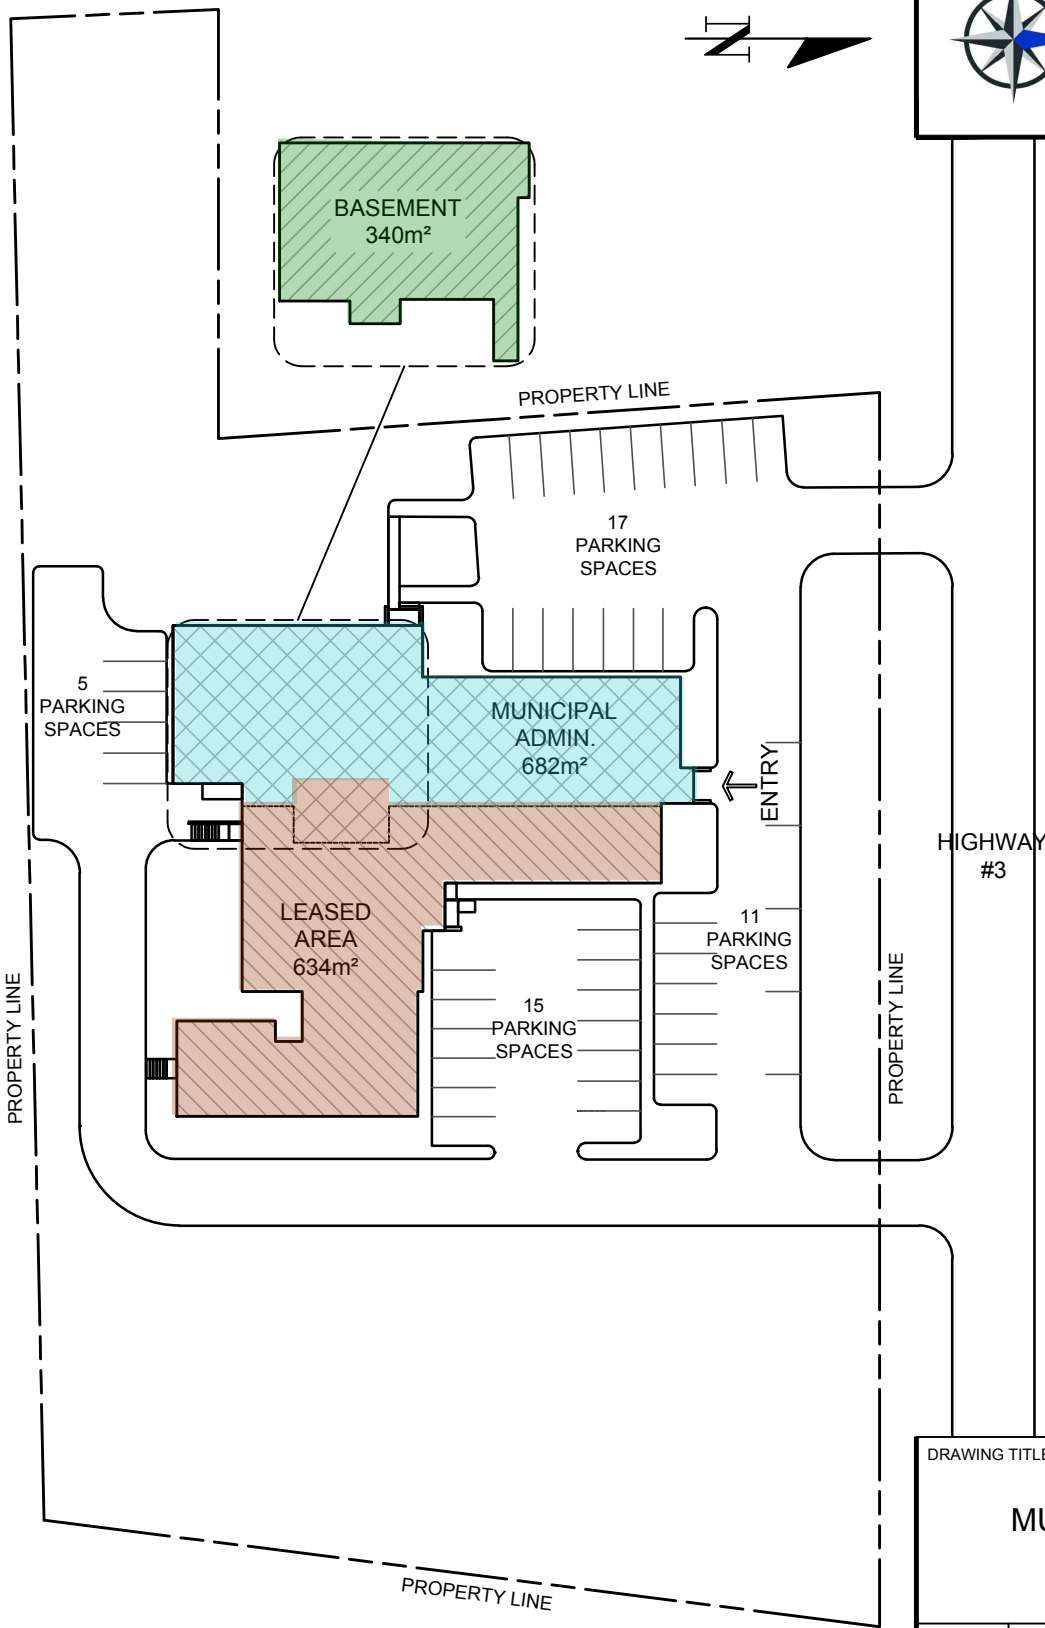 N
BASEMENT
340m²
PROPERTY LINE
17
PARKING
SPACES
5
PARKING
SPACES
MUNICIPAL
ADMIN.
682m²
ENTRY
HIGHWAY
#3
LEASED
AREA
634m²
11
PARKING
SPACES
15
PARKING
SPACES
PROPERTY LINE
PROPERTY LINE
DRAWING TITLE
MU
PROPERTY LINE